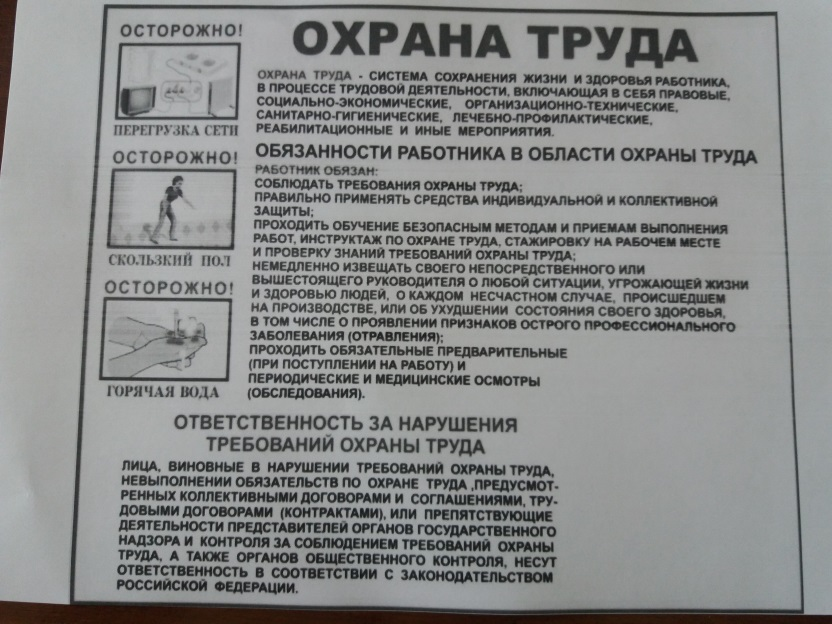 ОСТОРОЖНО!
ПЕРЕГРУЗКА СЕТИ
ОСТОРОЖНО!
СКОЛЬЗКИЙ ПОЛ
ОСТОРОЖНО!
ГОРЯЧАЯ ВОДА
ОХРАНА ТРУДА
ОХРАНА ТРУДА - СИСТЕМА СОХРАНЕНИЯ ЖИЗНИ И ЗДОРОВЬЯ РАБОТНИКА,
В ПРОЦЕССЕ ТРУДОВОЙ ДЕЯТЕЛЬНОСТИ, ВКЛЮЧАЮЩАЯ В СЕБЯ ПРАВОВЫЕ,
СОЦИАЛЬНО-ЭКОНОМИЧЕСКИЕ, ОРГАНИЗАЦИОННО-ТЕХНИЧЕСКИЕ,
САНИТАРНО-ГИГИЕНИЧЕСКИЕ, ЛЕЧЕБНО-ПРОФИЛАКТИЧЕСКИЕ,
РЕАБИЛИТАЦИОННЫЕ И ИНЫЕ МЕРОПРИЯТИЯ.
ОБЯЗАННОСТИ РАБОТНИКА В ОБЛАСТИ ОХРАНЫ ТРУДА
РАБОТНИК ОБЯЗАН:
СОБЛЮДАТЬ ТРЕБОВАНИЯ ОХРАНЫ ТРУДА;
ПРАВИЛЬНО ПРИМЕНЯТЬ СРЕДСТВА ИНДИВИДУАЛЬНОЙ И КОЛЛЕКТИВНОЙ
ЗАЩИТЫ;
ПРОХОДИТЬ ОБУЧЕНИЕ БЕЗОПАСНЫМ МЕТОДАМ И ПРИЕМАМ ВЫПОЛНЕНИЯ
РАБОТ, ИНСТРУКТАЖ ПО ОХРАНЕ ТРУДА, СТАЖИРОВКУ НА РАБОЧЕМ МЕСТЕ
И ПРОВЕРКУ ЗНАНИЙ ТРЕБОВАНИЙ ОХРАНЫ ТРУДА;
НЕМЕДЛЕННО ИЗВЕЩАТЬ СВОЕГО НЕПОСРЕДСТВЕННОГО ИЛИ
ВЫШЕСТОЯЩЕГО РУКОВОДИТЕЛЯ О ЛЮБОЙ СИТУАЦИИ, УГРОЖАЮЩЕЙ ЖИЗНИ
И ЗДОРОВЬЮ ЛЮДЕЙ, О КАЖДОМ НЕСЧАСТНОМ СЛУЧАЕ, ПРОИСШЕДШЕМ
НА ПРОИЗВОДСТВЕ, ИЛИ ОБ УХУДШЕНИИ СОСТОЯНИЯ СВОЕГО ЗДОРОВЬЯ,
В ТОМ ЧИСЛЕ О ПРОЯВЛЕНИИ ПРИЗНАКОВ ОСТРОГО ПРОФЕССИОНАЛЬНОГО
ЗАБОЛЕВАНИЯ (ОТРАВЛЕНИЯ);
ПРОХОДИТЬ ОБЯЗАТЕЛЬНЫЕ ПРЕДВАРИТЕЛЬНЫЕ
(ПРИ ПОСТУПЛЕНИИ НА РАБОТУ) И
ПЕРИОДИЧЕСКИЕ И МЕДИЦИНСКИЕ ОСМОТРЫ
(ОБСЛЕДОВАНИЯ).
ОТВЕТСТВЕННОСТЬ ЗА НАРУШЕНИЯ
ТРЕБОВАНИЙ ОХРАНЫ ТРУДА
ЛИЦА, ВИНОВНЫЕ В НАРУШЕНИИ ТРЕБОВАНИЙ ОХРАНЫ ТРУДА,
НЕВЫПОЛНЕНИИ ОБЯЗАТЕЛЬСТВ ПО ОХРАНЕ ТРУДА ,ПРЕДУСМОТ-
РЕННЫХ КОЛЛЕКТИВНЫМИ ДОГОВОРАМИ И СОГЛАШЕНИЯМИ, ТРУ-
ДОВЫМИ ДОГОВОРАМИ (КОНТРАКТАМИ), ИЛИ ПРЕПЯТСТВУЮЩИЕ
ДЕЯТЕЛЬНОСТИ ПРЕДСТАВИТЕЛЕЙ ОРГАНОВ ГОСУДАРСТВЕННОГО
НАДЗОРА И КОНТРОЛЯ ЗА СОБЛЮДЕНИЕМ ТРЕБОВАНИЙ ОХРАНЫ
ТРУДА, А ТАКЖЕ ОРГАНОВ ОБЩЕСТВЕННОГО КОНТРОЛЯ, НЕСУТ
ОТВЕТСТВЕННОСТЬ В СООТВЕТСТВИИ С ЗАКОНОДАТЕЛЬСТВОМ
РОССИЙСКОЙ ФЕДЕРАЦИИ.